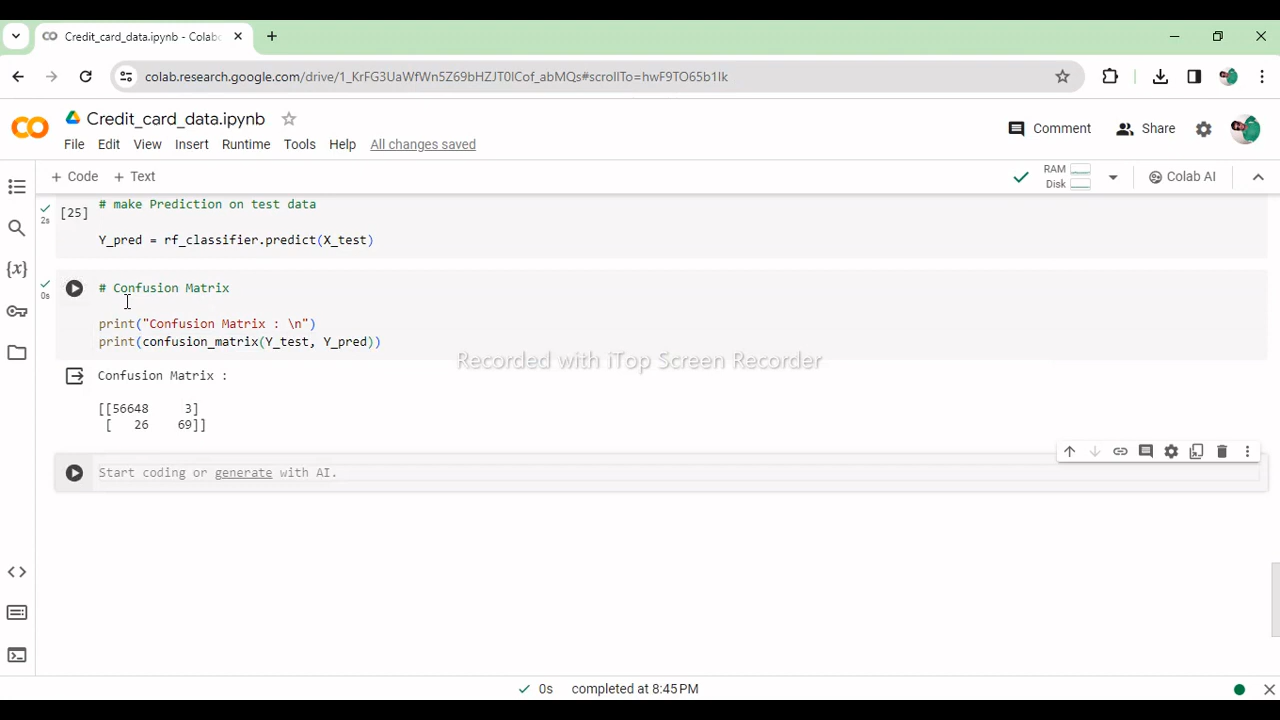 Credit_card_data.ipynb - Colab
colab.research.google.com/drive/1_KrFG3UaWfWn5Z69bHZJT0ICof_abMQs#scrollTo=hwF9TO65b1Ik
Credit_card_data.ipynb
Comment
Share
File Edit View Insert Runtime Tools Help All changes saved
+ Code + Text
RAM
Disk
Colab AI
2s
[25]
# make Prediction on test data
Y_pred = rf_classifier.predict(X_test)
0s
# Confusion Matrix
print("Confusion Matrix : \n")
print(confusion_matrix(Y_test, Y_pred))
Recorded with iTop Screen Recorder
Confusion Matrix :
[[56648     3]
[   26    69]]
Start coding or generate with AI.
{x}
<>
0s completed at 8:45 PM